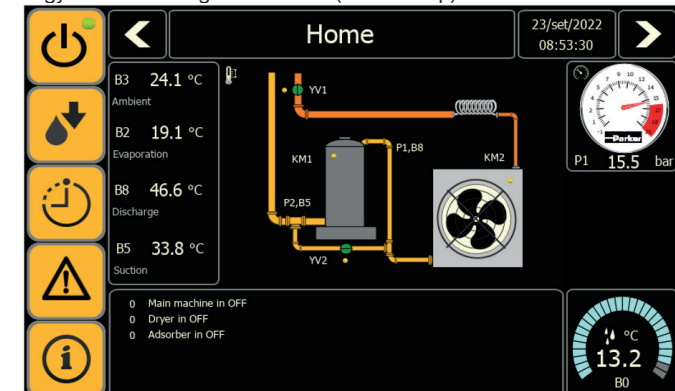 Home
23/set/2022
08:53:30
B3 24.1 °C
Ambient
B2 19.1 °C
Evaporation
B8 46.6 °C
Discharge
B5 33.8 °C
Suction
YV1
KM1
P1,B8
KM2
P2,B5
YV2
Parker
P1 15.5 bar
0 Main machine in OFF
0 Dryer in OFF
0 Adsorber in OFF
°C
13.2
B0